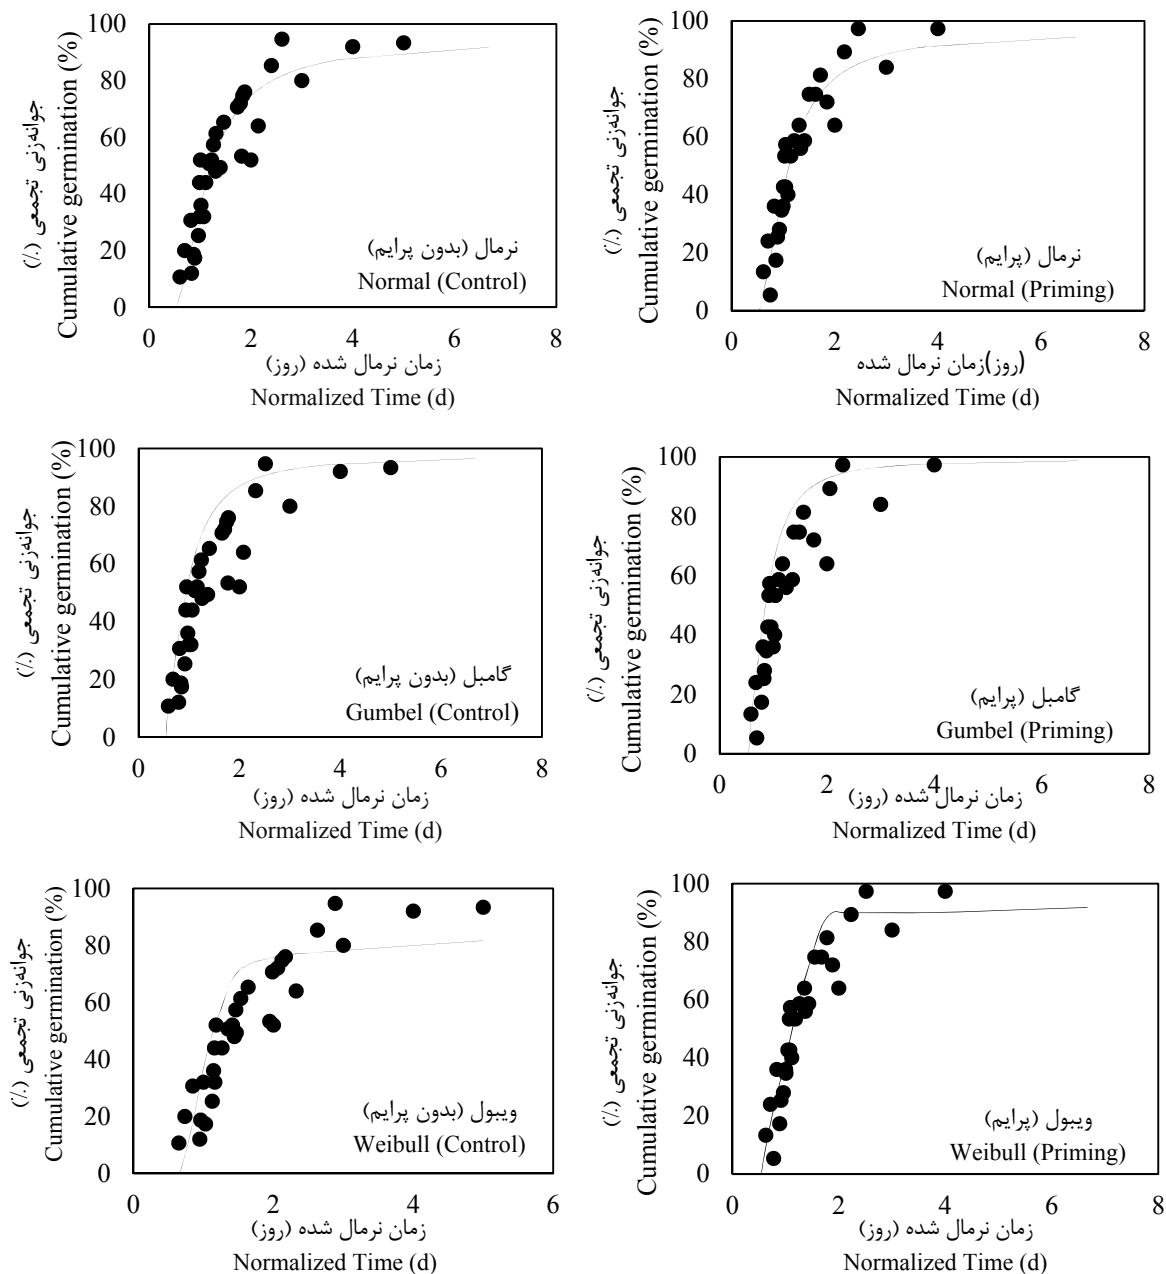 جوانه‌زنی تجمعی (٪)
Cumulative germination (%)
100
80
60
40
20
0
نرمال (بدون پرایم)
Normal (Control)
0 2 4 6 8
زمان نرمال شده (روز)
Normalized Time (d)
جوانه‌زنی تجمعی (٪)
Cumulative germination (%)
100
80
60
40
20
0
نرمال (پرایم)
Normal (Priming)
0 2 4 6 8
زمان نرمال شده(روز)
Normalized Time (d)
جوانه‌زنی تجمعی (٪)
Cumulative germination (%)
100
80
60
40
20
0
گامبل (بدون پرایم)
Gumbel (Control)
0 2 4 6 8
زمان نرمال شده (روز)
Normalized Time (d)
جوانه‌زنی تجمعی (٪)
Cumulative germination (%)
100
80
60
40
20
0
گامبل (پرایم)
Gumbel (Priming)
0 2 4 6 8
زمان نرمال شده (روز)
Normalized Time (d)
جوانه‌زنی تجمعی (٪)
Cumulative germination (%)
100
80
60
40
20
0
ویبول (بدون پرایم)
Weibull (Control)
0 2 4 6
زمان نرمال شده (روز)
Normalized Time (d)
جوانه‌زنی تجمعی (٪)
Cumulative germination (%)
100
80
60
40
20
0
ویبول (پرایم)
Weibull (Priming)
0 2 4 6 8
زمان نرمال شده (روز)
Normalized Time (d)